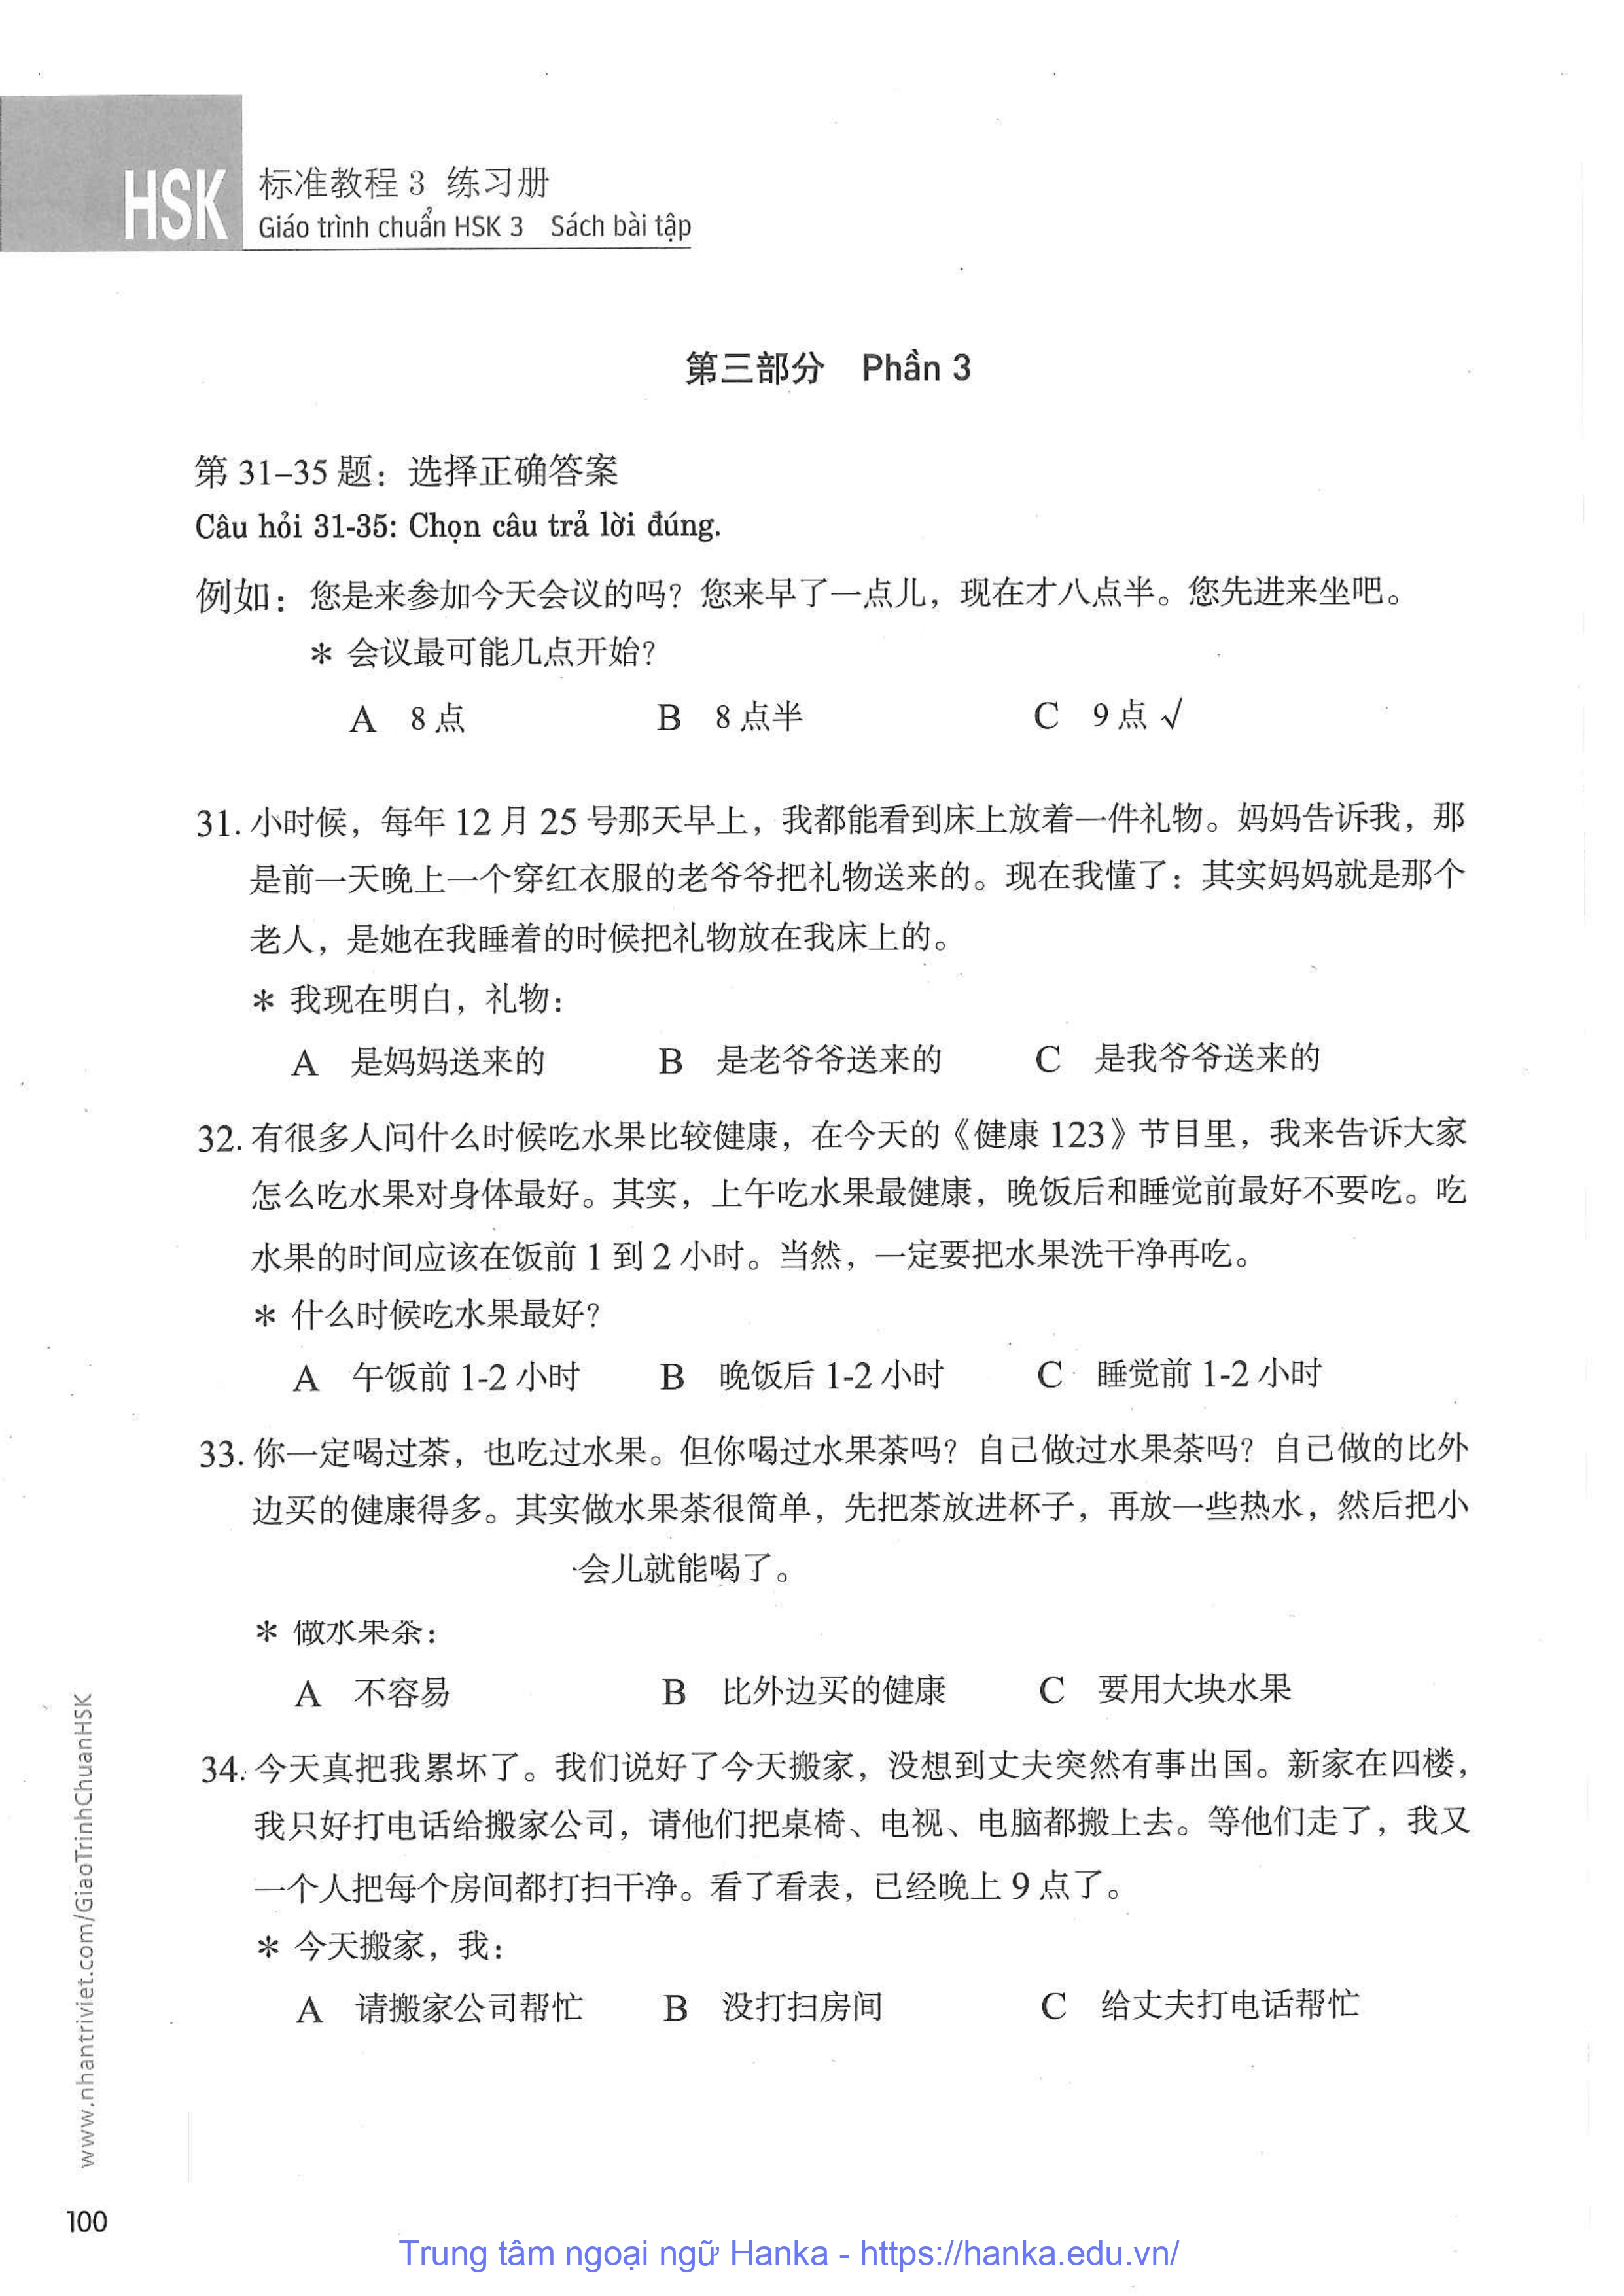 HSK
标准教程 3 练习册
Giáo trình chuẩn HSK 3 Sách bài tập
第三部分 Phần 3
第 31–35 题：选择正确答案
Câu hỏi 31-35: Chọn câu trả lời đúng.
例如：您是来参加今天会议的吗？您来早了一点儿，现在才八点半。您先进来坐吧。
＊ 会议最可能几点开始？
A 8 点 B 8 点半 C 9 点 √
31. 小时候，每年 12 月 25 号那天早上，我都能看到床上放着一件礼物。妈妈告诉我，那
是前一天晚上一个穿红衣服的老爷爷把礼物送来的。现在我懂了：其实妈妈就是那个
老人，是她在我睡着的时候把礼物放在我床上的。
＊ 我现在明白，礼物：
A 是妈妈送来的 B 是老爷爷送来的 C 是我爷爷送来的
32. 有很多人问什么时候吃水果比较健康，在今天的《健康 123》节目里，我来告诉大家
怎么吃水果对身体最好。其实，上午吃水果最健康，晚饭后和睡觉前最好不要吃。吃
水果的时间应该在饭前 1 到 2 小时。当然，一定要把水果洗干净再吃。
＊ 什么时候吃水果最好？
A 午饭前 1-2 小时 B 晚饭后 1-2 小时 C 睡觉前 1-2 小时
33. 你一定喝过茶，也吃过水果。但你喝过水果茶吗？自己做过水果茶吗？自己做的比外
边买的健康得多。其实做水果茶很简单，先把茶放进杯子，再放一些热水，然后把小
会儿就能喝了。
＊ 做水果茶：
A 不容易 B 比外边买的健康 C 要用大块水果
34. 今天真把我累坏了。我们说好了今天搬家，没想到丈夫突然有事出国。新家在四楼，
我只好打电话给搬家公司，请他们把桌椅、电视、电脑都搬上去。等他们走了，我又
一个人把每个房间都打扫干净。看了看表，已经晚上 9 点了。
＊ 今天搬家，我：
A 请搬家公司帮忙 B 没打扫房间 C 给丈夫打电话帮忙
www.nhantriviet.com/GiaoTrinhChuanHSK
100
Trung tâm ngoại ngữ Hanka - https://hanka.edu.vn/